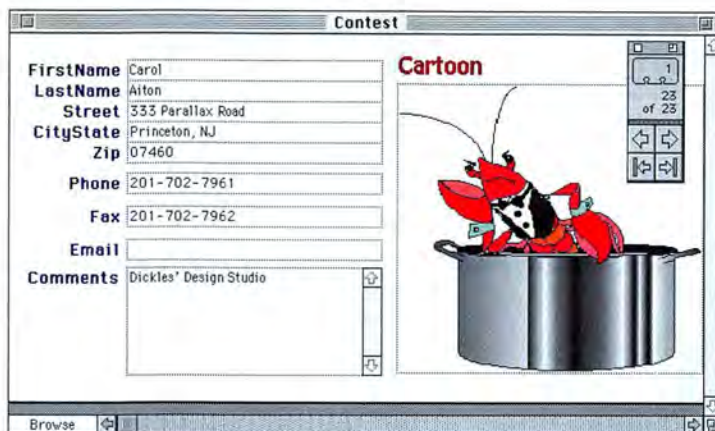 Contest
FirstName Carol
LastName Aiton
Street 333 Parallax Road
CityState Princeton, NJ
Zip 07460
Phone 201-702-7961
Fax 201-702-7962
Email
Comments Dickles' Design Studio
Cartoon
1
23
of 23
Browse